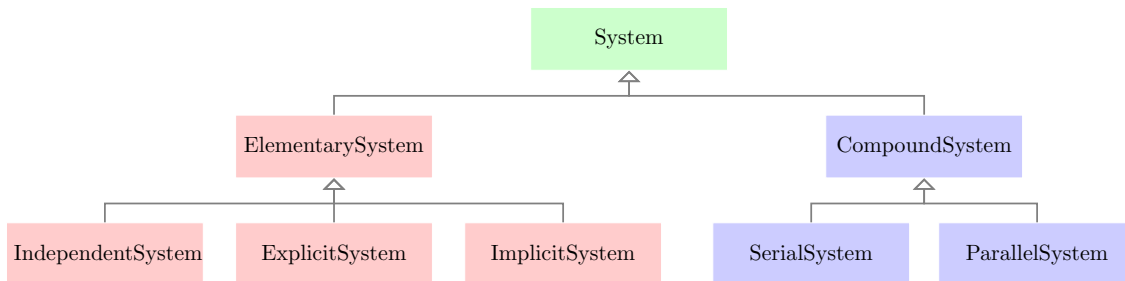 System
ElementarySystem
CompoundSystem
IndependentSystem
ExplicitSystem
ImplicitSystem
SerialSystem
ParallelSystem